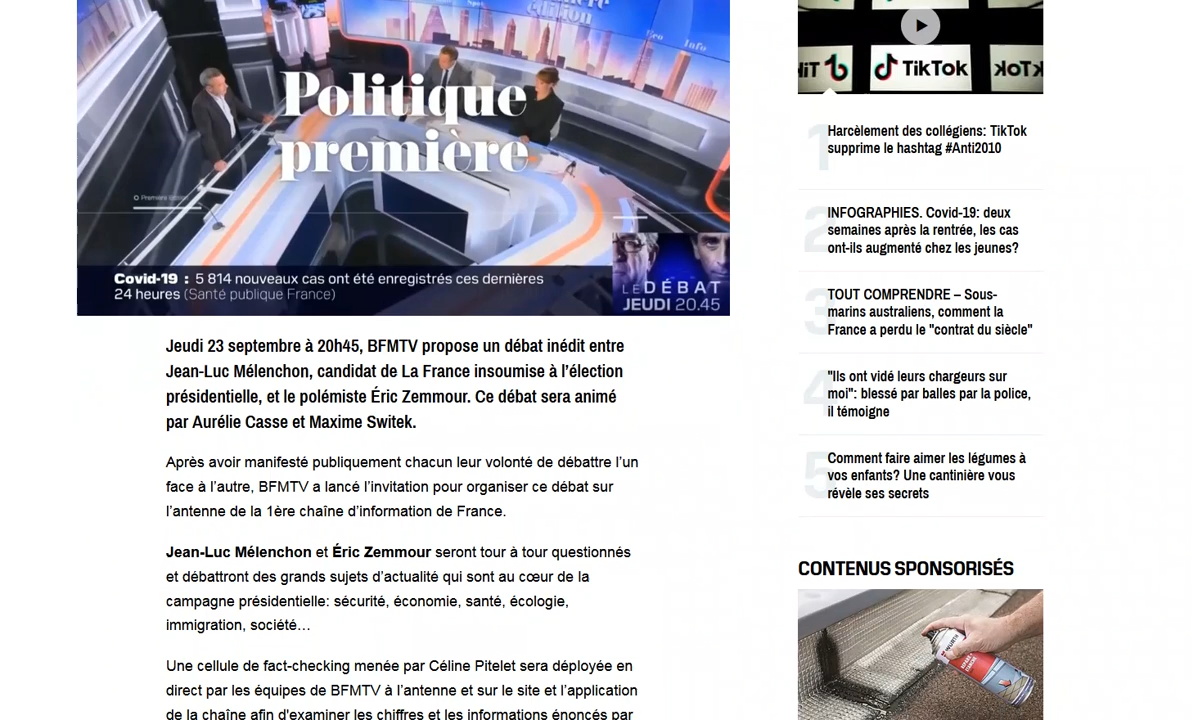 édition
Eco
Info
Politique
première
Covid-19 : 5 814 nouveaux cas ont été enregistrés ces dernières
24 heures (Santé publique France)
LE DÉBAT
JEUDI 20.45
Jeudi 23 septembre à 20h45, BFMTV propose un débat inédit entre
Jean-Luc Mélenchon, candidat de La France insoumise à l’élection
présidentielle, et le polémiste Éric Zemmour. Ce débat sera animé
par Aurélie Casse et Maxime Switek.
Après avoir manifesté publiquement chacun leur volonté de débattre l’un
face à l’autre, BFMTV a lancé l’invitation pour organiser ce débat sur
l’antenne de la 1ère chaîne d’information de France.
Jean-Luc Mélenchon et Éric Zemmour seront tour à tour questionnés
et débattront des grands sujets d’actualité qui sont au cœur de la
campagne présidentielle: sécurité, économie, santé, écologie,
immigration, société…
Une cellule de fact-checking menée par Céline Pitelet sera déployée en
direct par les équipes de BFMTV à l’antenne et sur le site et l’application
de la chaîne afin d'examiner les chiffres et les informations énoncés par
TikTok
1
Harcèlement des collégiens: TikTok
supprime le hashtag #Anti2010
2
INFOGRAPHIES. Covid-19: deux
semaines après la rentrée, les cas
ont-ils augmenté chez les jeunes?
3
TOUT COMPRENDRE – Sous-
marins australiens, comment la
France a perdu le "contrat du siècle"
4
"Ils ont vidé leurs chargeurs sur
moi": blessé par balles par la police,
il témoigne
5
Comment faire aimer les légumes à
vos enfants? Une cantinière vous
révèle ses secrets
CONTENUS SPONSORISÉS
WÜRTH